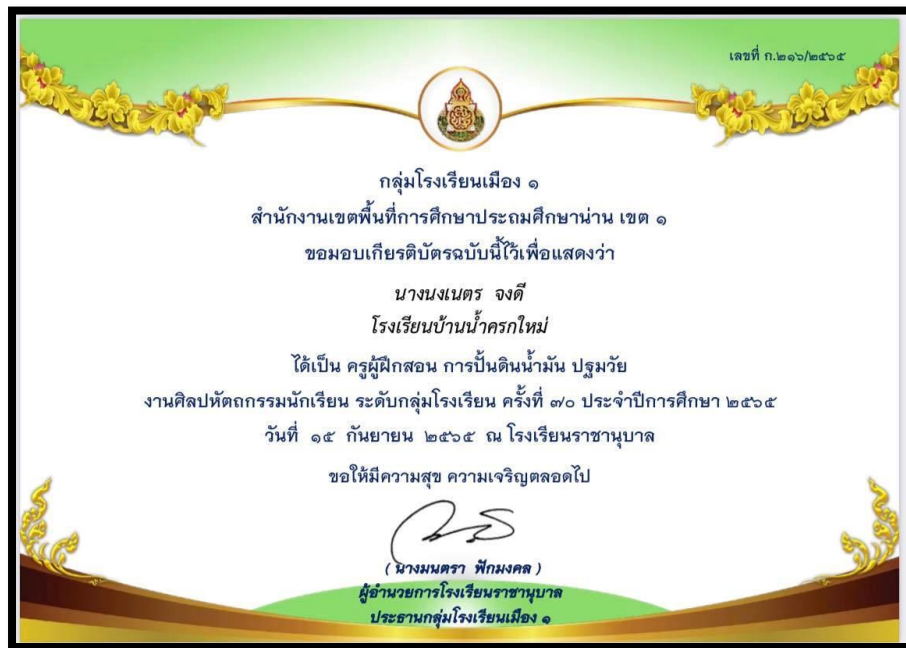 เลขที่ ก.๒๑๖/๒๕๖๕
กลุ่มโรงเรียนเมือง ๑
สำนักงานเขตพื้นที่การศึกษาประถมศึกษาน่าน เขต ๑
ขอมอบเกียรติบัตรฉบับนี้ไว้เพื่อแสดงว่า
นางนงเนตร จงดี
โรงเรียนบ้านน้ำครกใหม่
ได้เป็น ครูผู้ฝึกสอน การปั้นดินน้ำมัน ปฐมวัย
งานศิลปหัตถกรรมนักเรียน ระดับกลุ่มโรงเรียน ครั้งที่ ๗๐ ประจำปีการศึกษา ๒๕๖๕
วันที่ ๑๕ กันยายน ๒๕๖๕ ณ โรงเรียนราชานุบาล
ขอให้มีความสุข ความเจริญตลอดไป
( นางมนตรา ฟักมงคล )
ผู้อำนวยการโรงเรียนราชานุบาล
ประธานกลุ่มโรงเรียนเมือง ๑